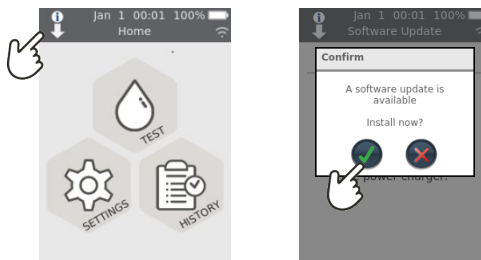 i Jan 1 00:01 100%
Home
TEST
SETTINGS
HISTORY
i Jan 1 00:01 100%
Software Update
Confirm
A software update is
available
Install now?
power charger?